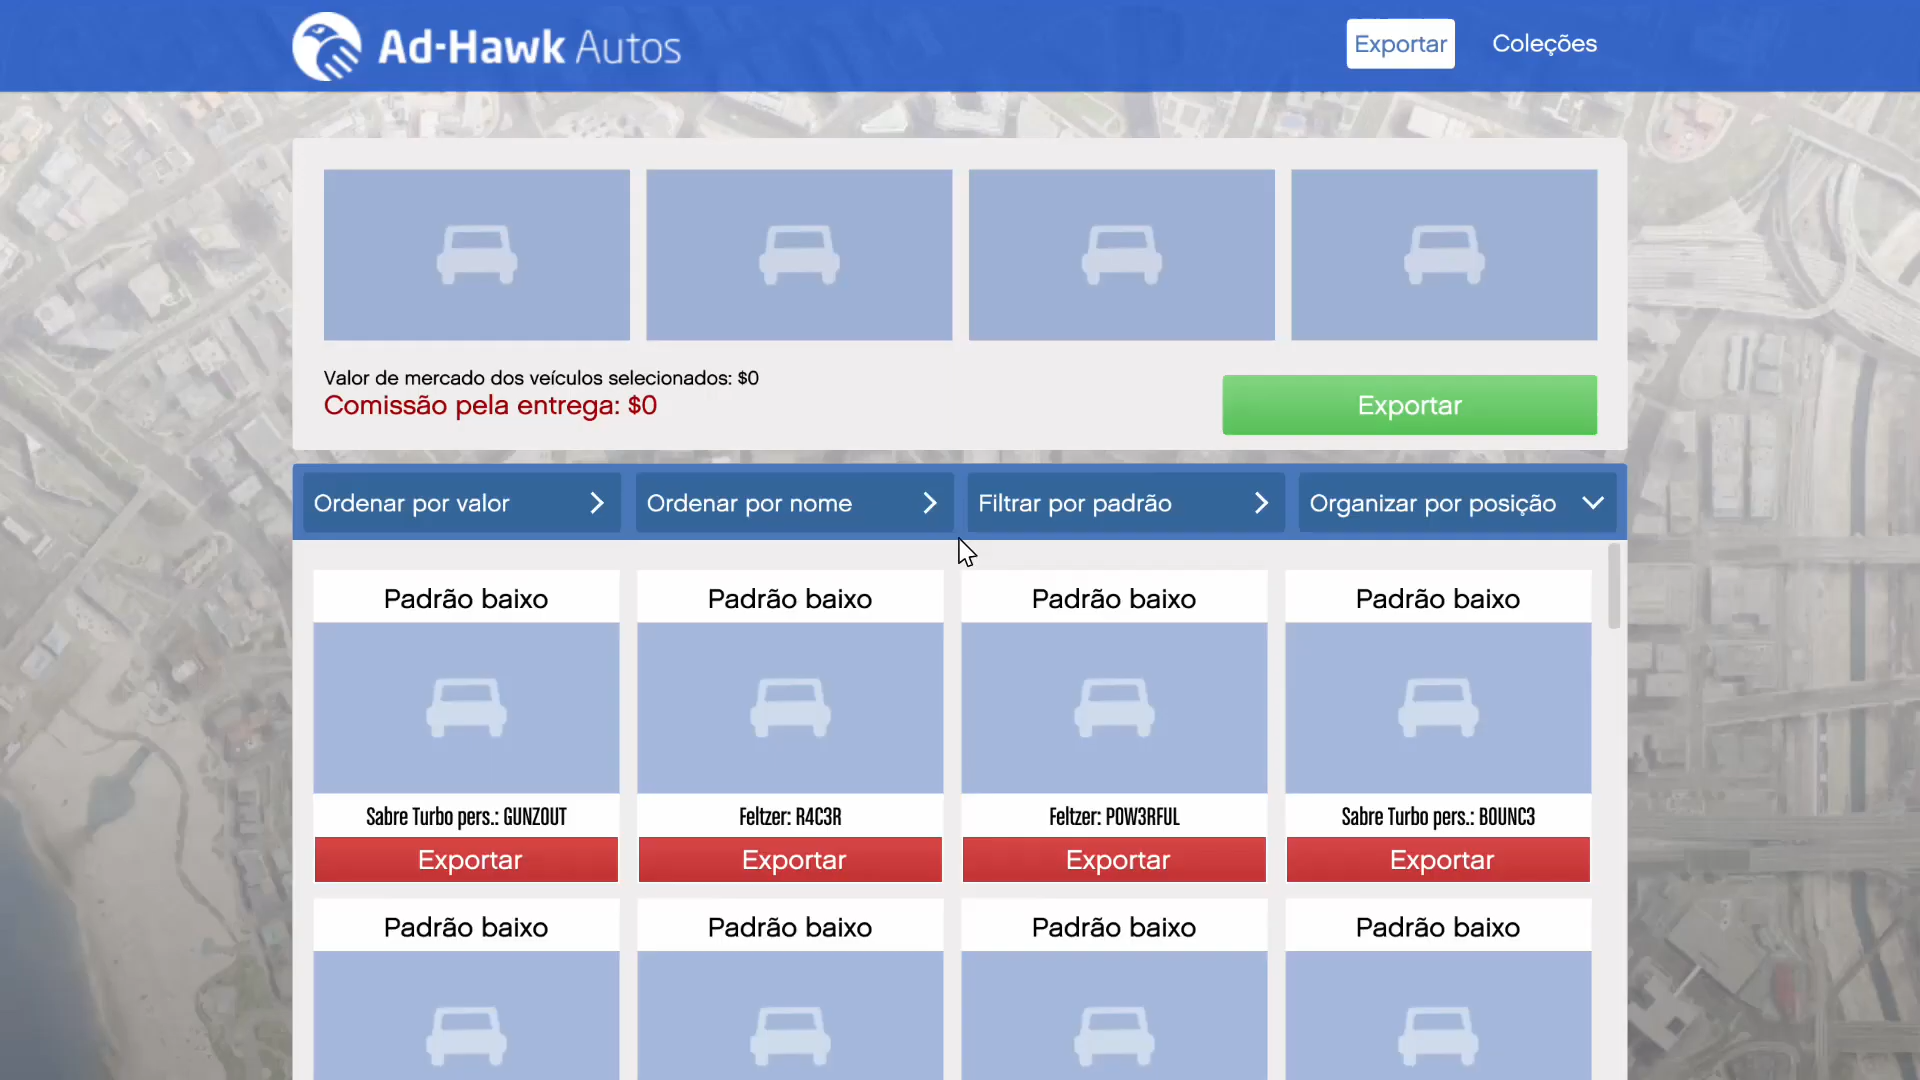 Ad-Hawk Autos
Exportar
Coleções
Valor de mercado dos veículos selecionados: $0
Comissão pela entrega: $0
Exportar
Ordenar por valor
Ordenar por nome
Filtrar por padrão
Organizar por posição
Padrão baixo
Padrão baixo
Padrão baixo
Padrão baixo
Sabre Turbo pers.: GUNZ0UT
Feltzer: R4C3R
Feltzer: P0W3RFUL
Sabre Turbo pers.: B0UNC3
Exportar
Exportar
Exportar
Exportar
Padrão baixo
Padrão baixo
Padrão baixo
Padrão baixo